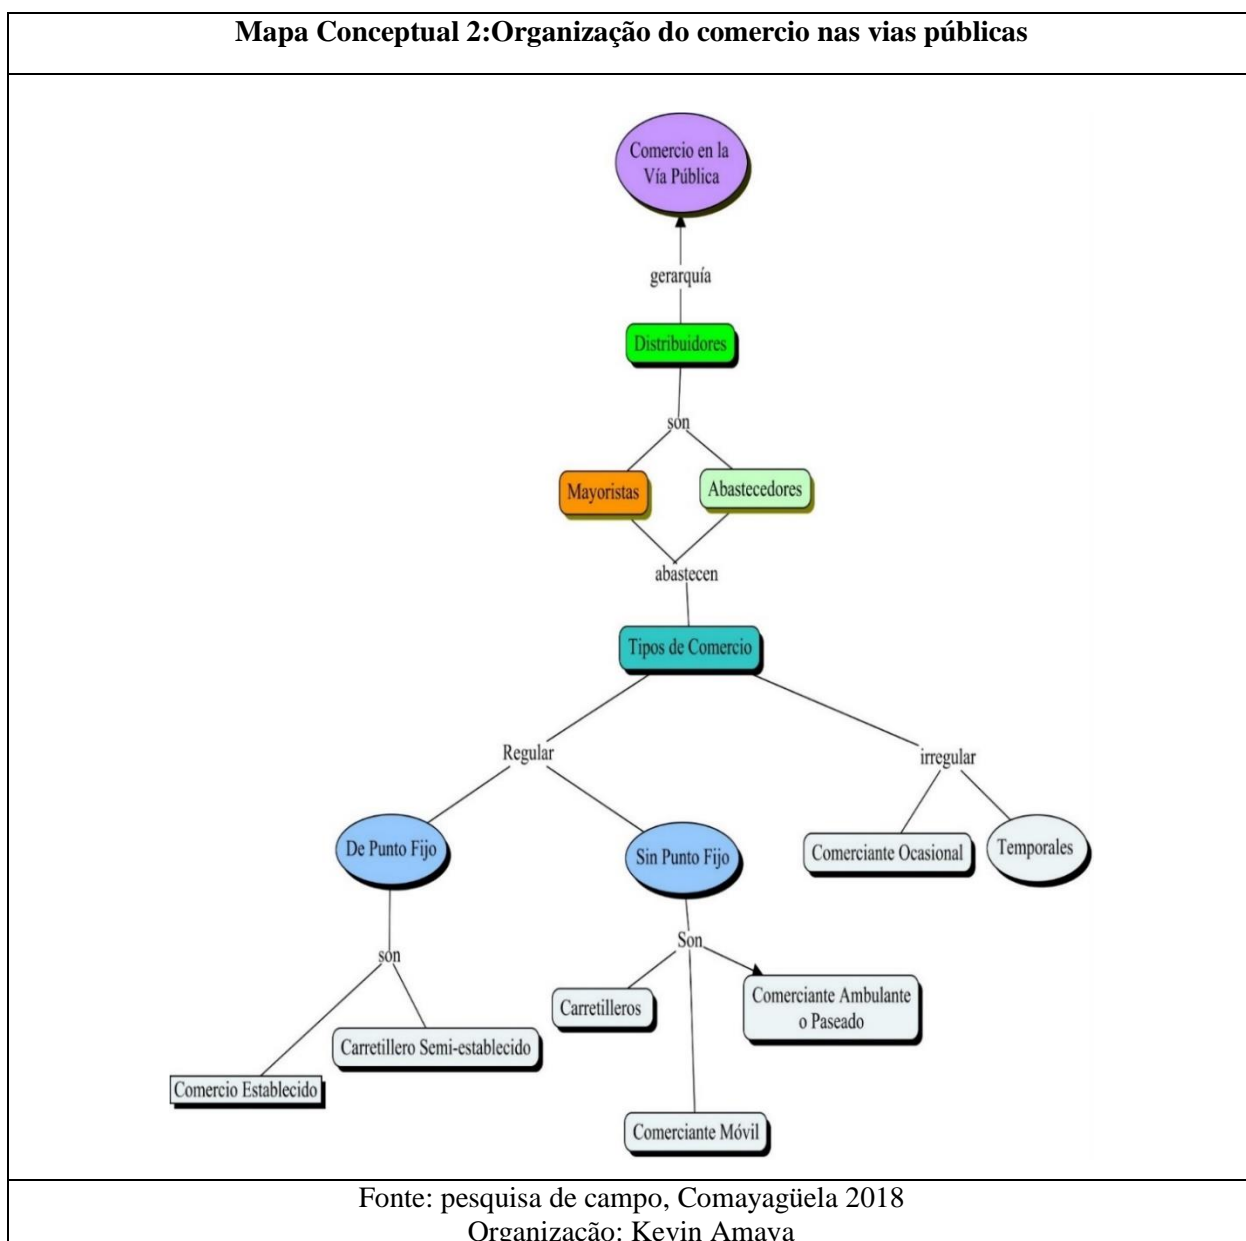 Mapa Conceptual 2:Organização do comercio nas vias públicas
Comercio en la
Vía Pública
gerarquía
Distribuidores
son
Mayoristas
Abastecedores
abastecen
Tipos de Comercio
Regular
irregular
De Punto Fijo
Sin Punto Fijo
Comerciante Ocasional
Temporales
son
Son
Carretilleros
Comerciante Ambulante
o Paseado
Carretillero Semi-establecido
Comercio Establecido
Comerciante Móvil
Fonte: pesquisa de campo, Comayagüela 2018
Organização: Kevin Amaya